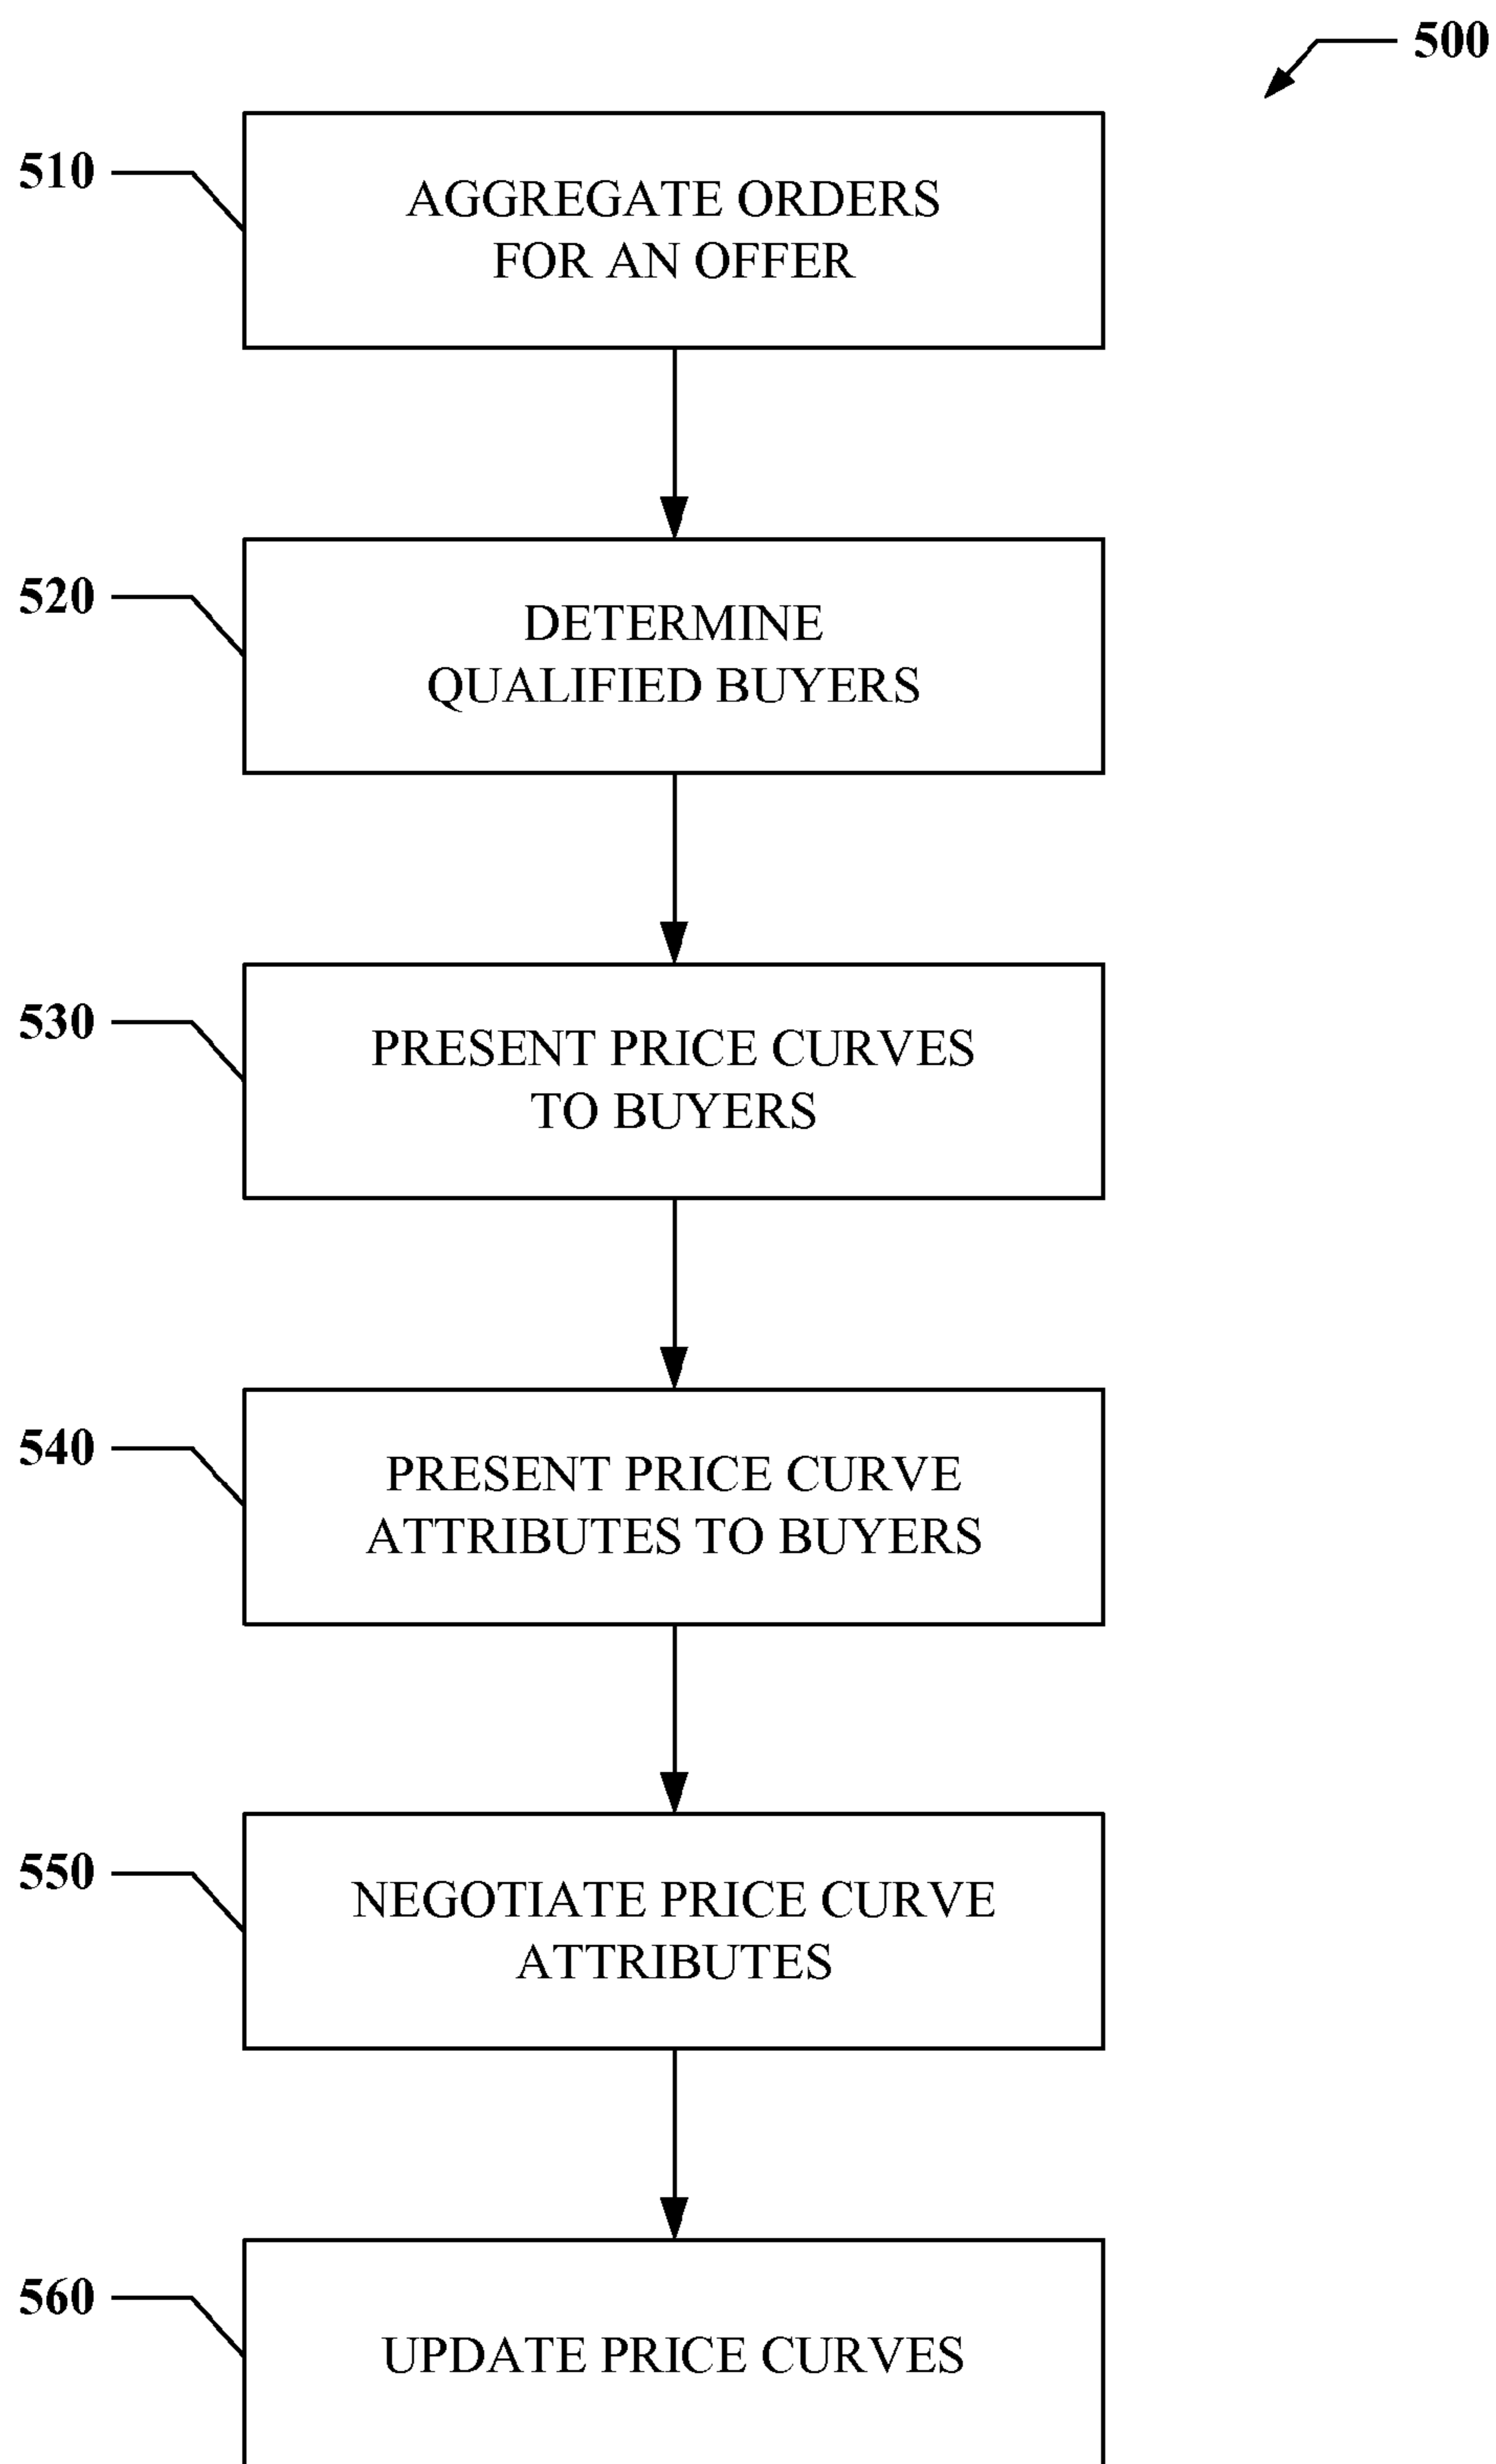 500
510
AGGREGATE ORDERS
FOR AN OFFER
520
DETERMINE
QUALIFIED BUYERS
530
PRESENT PRICE CURVES
TO BUYERS
540
PRESENT PRICE CURVE
ATTRIBUTES TO BUYERS
550
NEGOTIATE PRICE CURVE
ATTRIBUTES
560
UPDATE PRICE CURVES